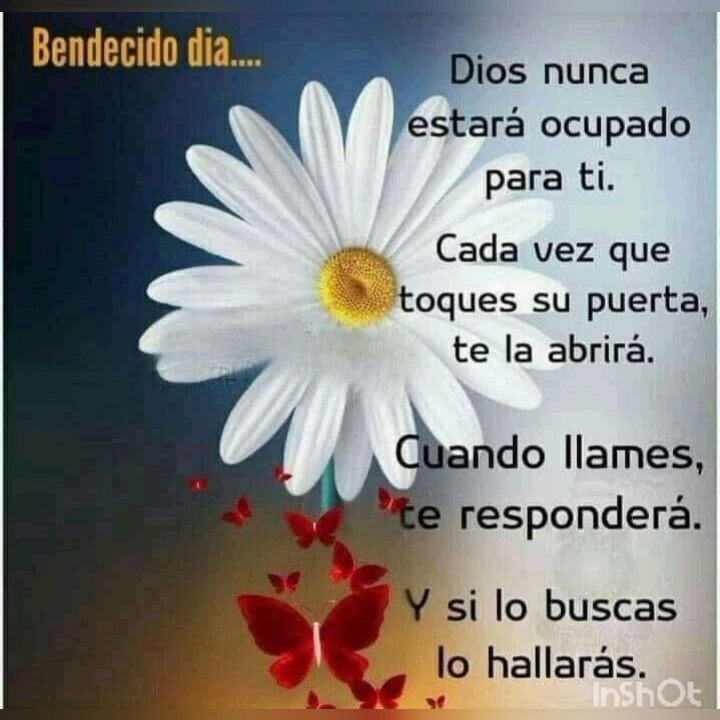 Bendecido dia....
Dios nunca
estará ocupado
para ti.
Cada vez que
toques su puerta,
te la abrirá.
Cuando llames,
te responderá.
Y si lo buscas
lo hallarás.
InShOt